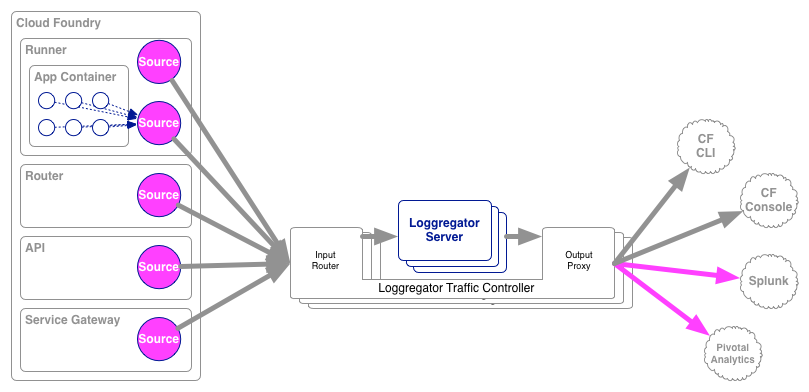 Cloud Foundry
Runner
Source
App Container
Source
Router
Source
API
Source
Service Gateway
Source
Input
Router
Loggregator
Server
Output
Proxy
Loggregator Traffic Controller
CF
CLI
CF
Console
Splunk
Pivotal
Analytics